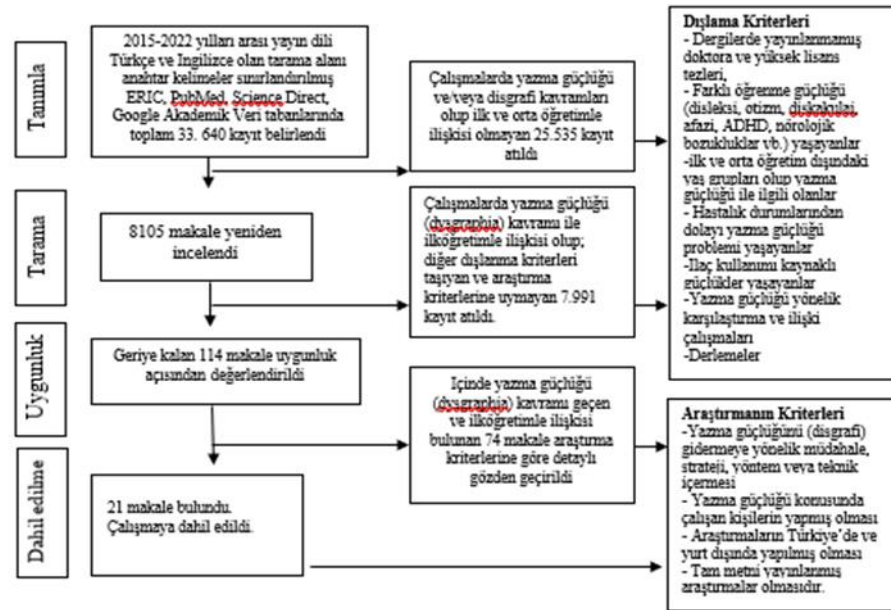 Tanımla
2015-2022 yılları arası yayın dili
Türkçe ve İngilizce olan tarama alanı
anahtar kelimeler sınırlandırılmış
ERIC, PubMed, Science Direct,
Google Akademik Veri tabanlarında
toplam 33. 640 kayıt belirlendi
Çalışmalarda yazma güçlüğü
ve/veya disgrafi kavramları
olup ilk ve orta öğretimle
ilişkisi olmayan 25.535 kayıt
atıldı
Tarama
8105 makale yeniden
incelendi
Çalışmalarda yazma güçlüğü
(dysgraphia) kavramı ile
ilköğretimle ilişkisi olup;
diğer dışlanma kriterleri
taşıyan ve araştırma
kriterlerine uymayan 7.991
kayıt atıldı.
Uygunluk
Geriye kalan 114 makale uygunluk
açısından değerlendirildi
İçinde yazma güçlüğü
(dysgraphia) kavramı geçen
ve ilköğretimle ilişkisi
bulunan 74 makale araştırma
kriterlerine göre detaylı
gözden geçirildi
Dahil edilme
21 makale bulundu.
Çalışmaya dahil edildi.
Dışlama Kriterleri
- Dergilerde yayınlanmamış
doktora ve yüksek lisans
tezleri,
- Farklı öğrenme güçlüğü
(disleksi, otizm, diskakulai,
afazi, ADHD, nörolojik
bozukluklar vb.) yaşayanlar
-ilk ve orta öğretim dışındaki
yaş grupları olup yazma
güçlüğü ile ilgili olanlar
- Hastalık durumlarından
dolayı yazma güçlüğü
problemi yaşayanlar
-İlaç kullanımı kaynaklı
güçlükler yaşayanlar
-Yazma güçlüğü yönelik
karşılaştırma ve ilişki
çalışmaları
-Derlemeler
Araştırmanın Kriterleri
-Yazma güçlüğünü (disgrafi)
gidermeye yönelik müdahale,
strateji, yöntem veya teknik
içermesi
- Yazma güçlüğü konusunda
çalışan kişilerin yapmış olması
- Araştırmaların Türkiye'de ve
yurt dışında yapılmış olması
- Tam metni yayınlanmış
araştırmalar olmasıdır.